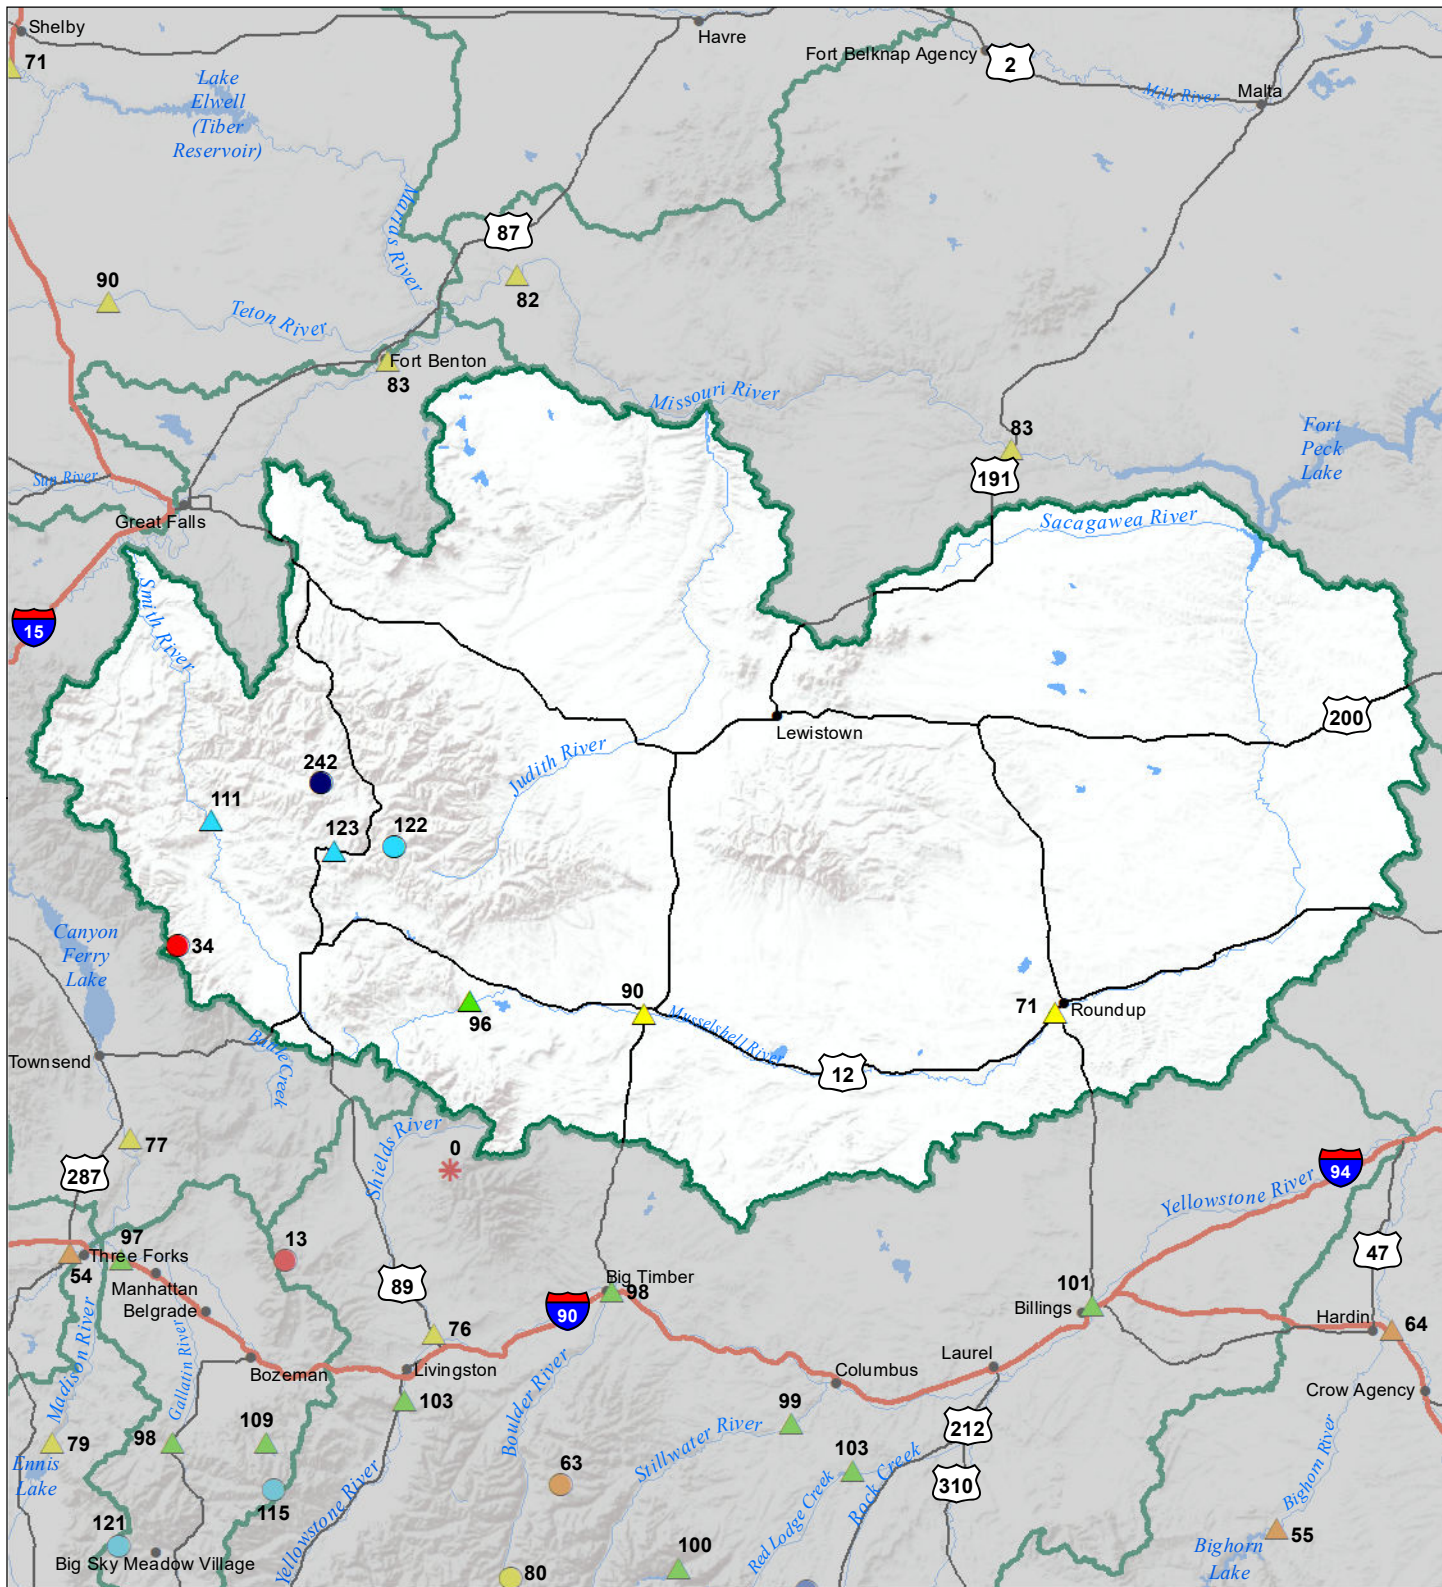 Shelby
Havre
Fort Belknap Agency
2
71
Lake
Elwell
(Tiber
Reservoir)
Milk River
Malta
Marias River
87
90
82
Teton River
Fort Benton
83
Missouri River
83
Fort
Peck
Lake
Sun River
191
Great Falls
Sacagawea River
Smith River
15
200
Lewistown
Judith River
242
111
123
122
Canyon
Ferry
Lake
34
90
96
71
Roundup
Musselshell River
Battle Creek
Townsend
12
77
Shields River
0
287
94
Yellowstone River
97
13
Three Forks
54
Manhattan
89
47
Belgrade
Big Timber
98
101
90
Billings
Hardin
64
76
Madison River
Gallatin River
Bozeman
Livingston
Laurel
Columbus
Crow Agency
103
Boulder River
99
212
79
98
109
Stillwater River
103
Ennis
Lake
63
Rock Creek
310
Bighorn River
115
Yellowstone River
Red Lodge Creek
121
55
Big Sky Meadow Village
80
100
Bighorn
Lake